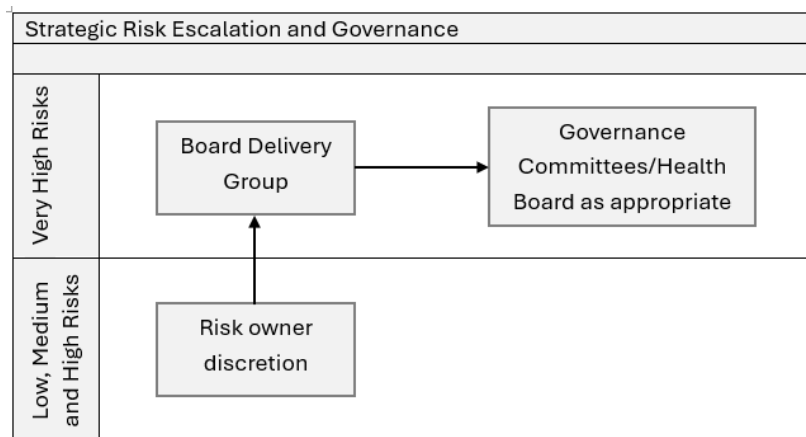 Strategic Risk Escalation and Governance
Very High Risks
Board Delivery
Group
Governance
Committees/Health
Board as appropriate
Low, Medium
and High Risks
Risk owner
discretion